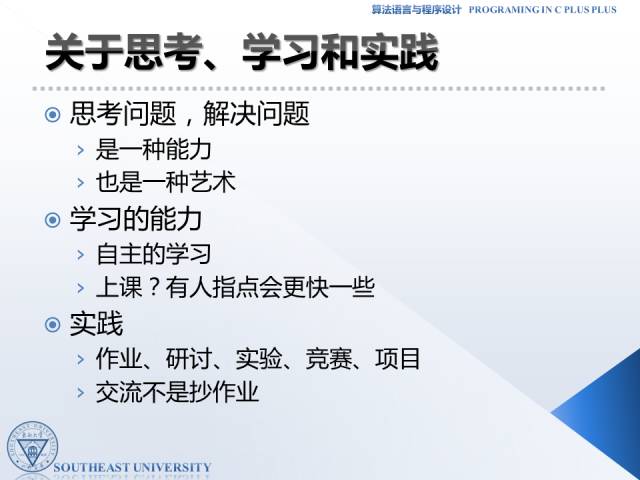 算法语言与程序设计 PROGRAMING IN C PLUS PLUS
关于思考、学习和实践
思考问题，解决问题
是一种能力
也是一种艺术
学习的能力
自主的学习
上课？有人指点会更快一些
实践
作业、研讨、实验、竞赛、项目
交流不是抄作业
SOUTHEAST UNIVERSITY